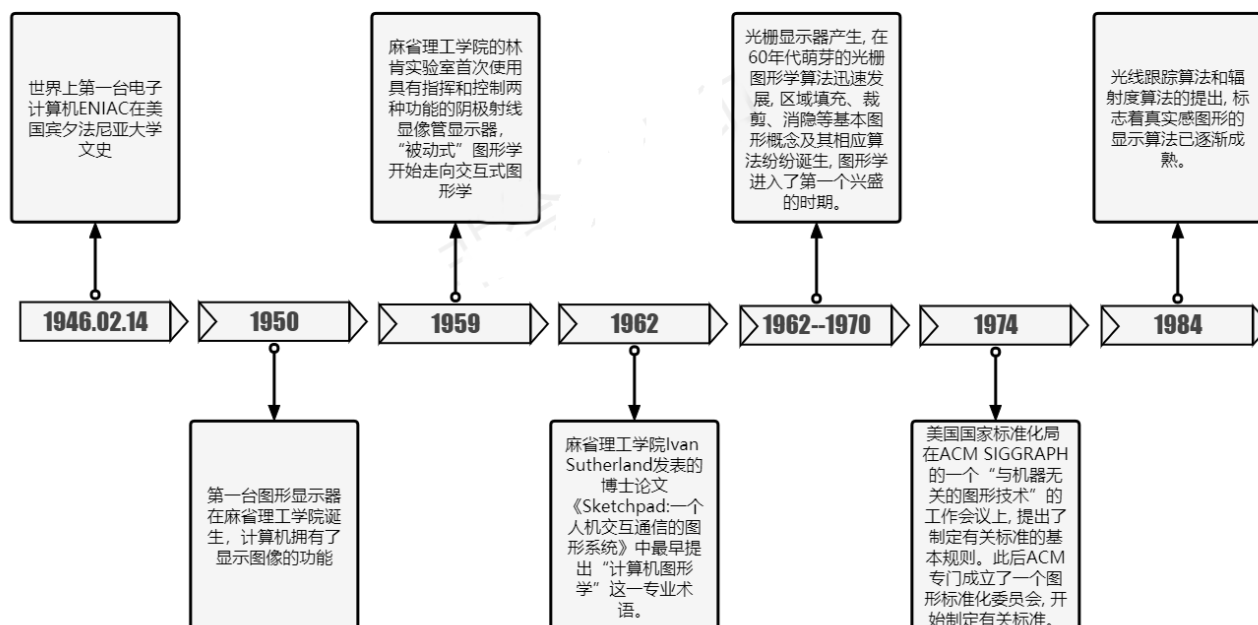 世界上第一台电子
计算机ENIAC在美
国宾夕法尼亚大学
文史
麻省理工学院的林
肯实验室首次使用
具有指挥和控制两
种功能的阴极射线
显像管显示器，
“被动式”图形学
开始走向交互式图
形学
光栅显示器产生, 在
60年代萌芽的光栅
图形学算法迅速发
展, 区域填充、裁
剪、消隐等基本图
形概念及其相应算
法纷纷诞生, 图形学
进入了第一个兴盛
的时期。
光线跟踪算法和辐
射度算法的提出, 标
志着真实感图形的
显示算法已逐渐成
熟。
1946.02.14
1950
1959
1962
1962--1970
1974
1984
第一台图形显示器
在麻省理工学院诞
生，计算机拥有了
显示图像的功能
麻省理工学院Ivan
Sutherland发表的
博士论文
《Sketchpad:一个
人机交互通信的图
形系统》中最早提
出“计算机图形
学”这一专业术
语。
美国国家标准化局
在ACM SIGGRAPH
的一个“与机器无
关的图形技术”的
工作会议上, 提出了
制定有关标准的基
本规则。此后ACM
专门成立了一个图
形标准化委员会, 开
始制定有关标准。